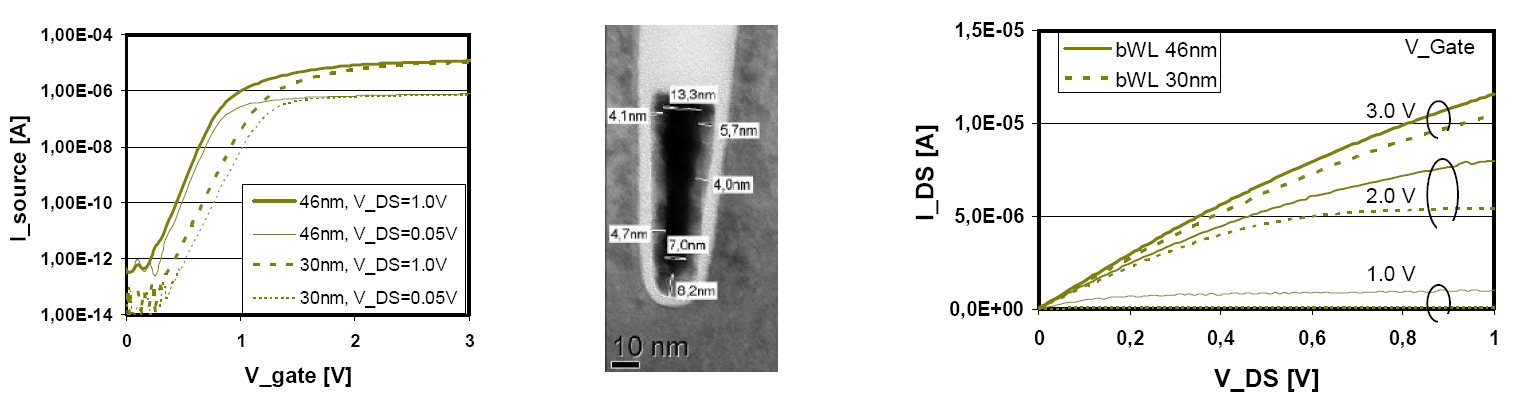 1,00E-04
1,00E-06
1,00E-08
1,00E-10
1,00E-12
1,00E-14
I_source [A]
46nm, V_DS=1.0V
46nm, V_DS=0.05V
30nm, V_DS=1.0V
30nm, V_DS=0.05V
0 1 2 3
V_gate [V]
13,3nm
4,1nm
5,7nm
4,0nm
4,7nm
7,0nm
8,2nm
10 nm
1,5E-05
1,0E-05
5,0E-06
0,0E+00
I_DS [A]
bWL 46nm
bWL 30nm
V_Gate
3.0 V
2.0 V
1.0 V
0 0,2 0,4 0,6 0,8 1
V_DS [V]